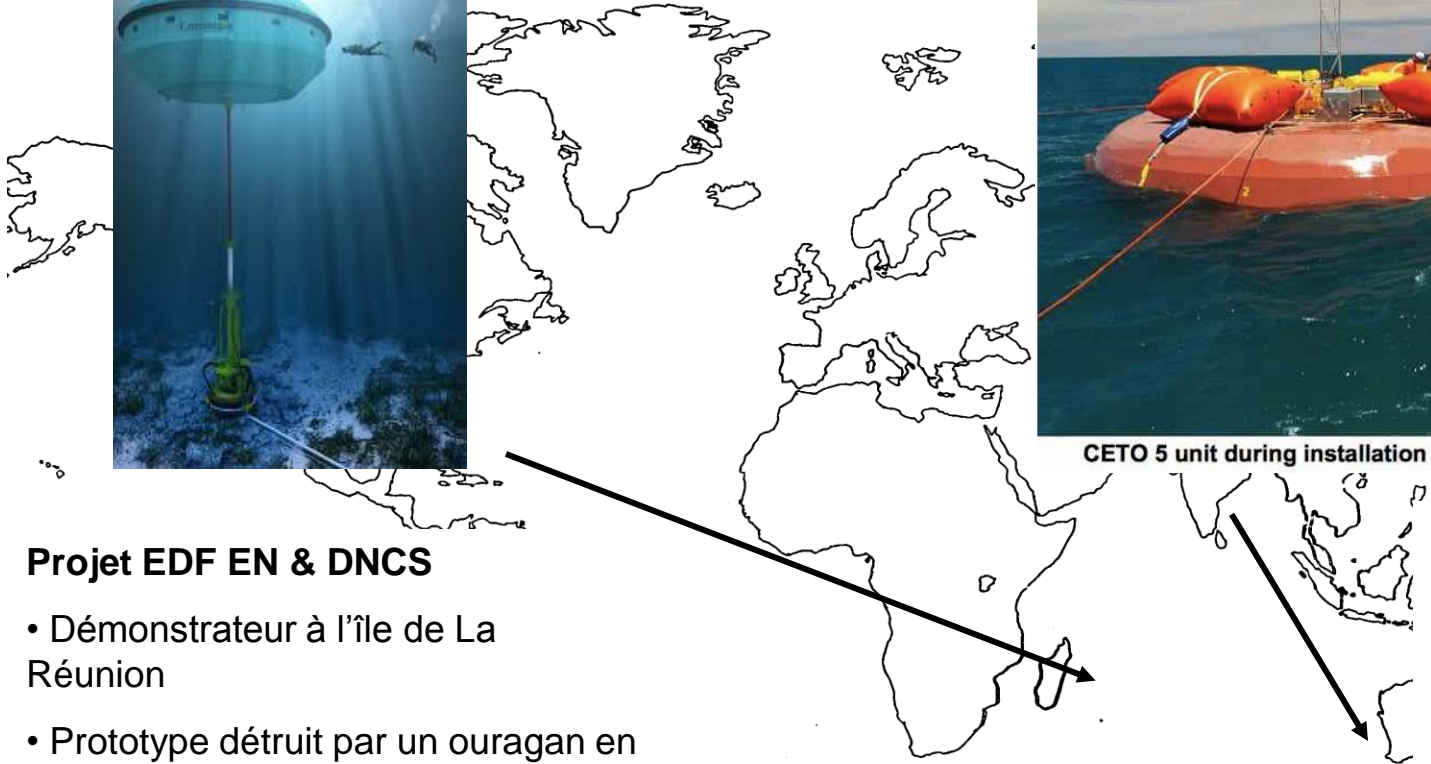 CETO 5 unit during installation
Projet EDF EN & DNCS
• Démonstrateur à l’île de La
Réunion
• Prototype détruit par un ouragan en